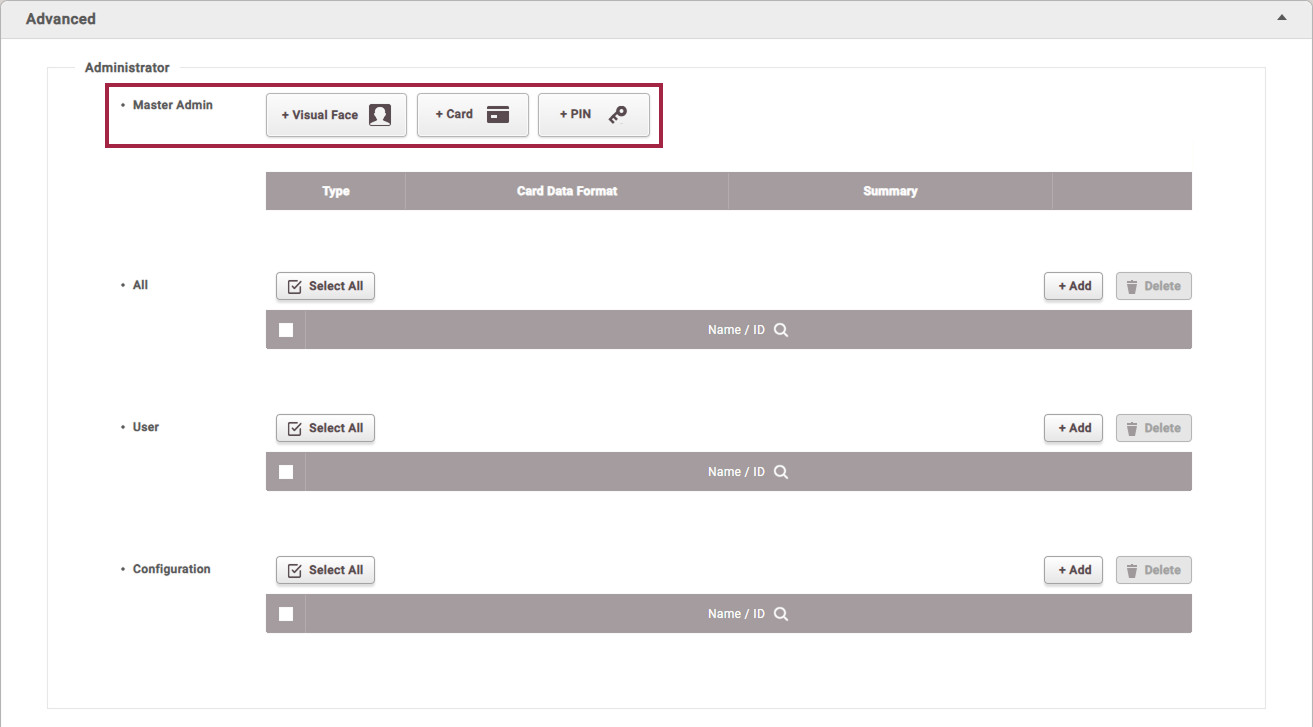 Advanced
Administrator
• Master Admin
+ Visual Face
+ Card
+ PIN
Type
Card Data Format
Summary
• All
Select All
+ Add
Delete
Name / ID
• User
Select All
+ Add
Delete
Name / ID
• Configuration
Select All
+ Add
Delete
Name / ID